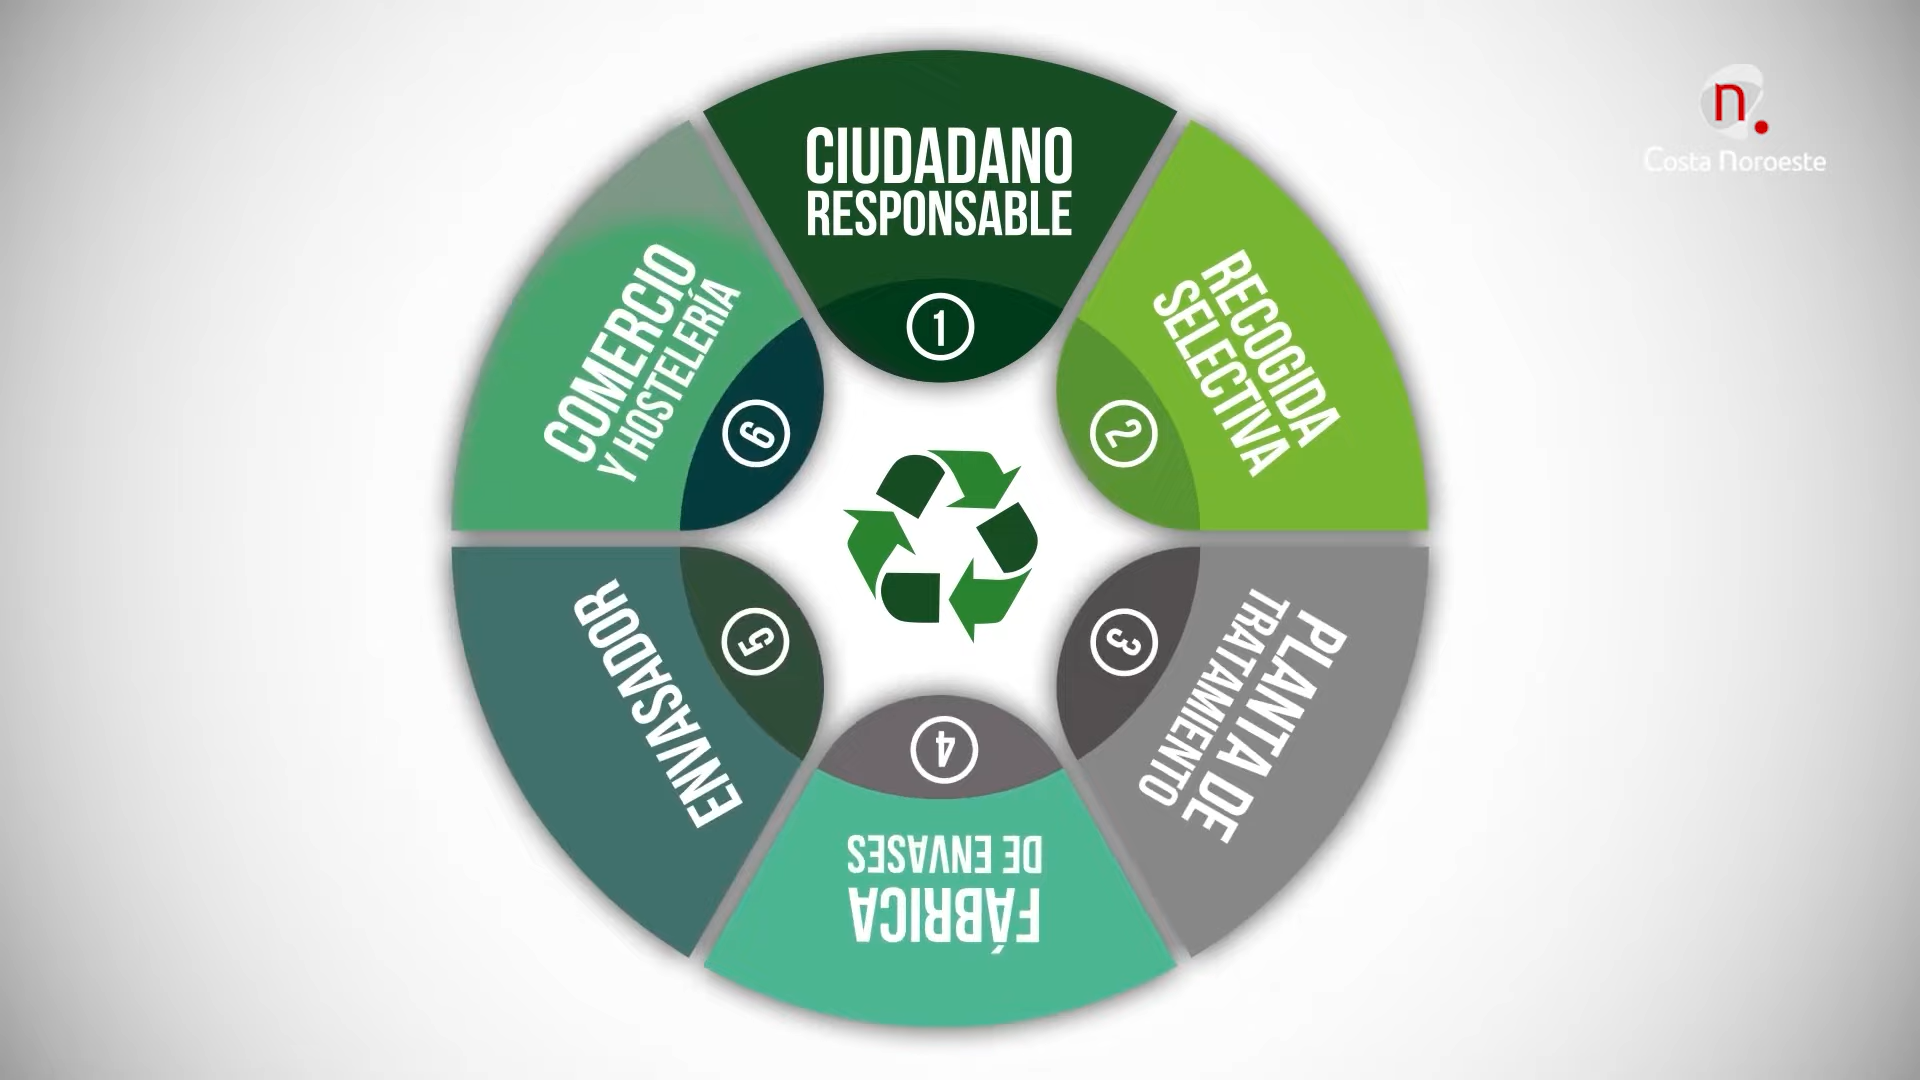 CIUDADANO
RESPONSABLE
1
RECOGIDA
SELECTIVA
2
PLANTA DE
TRATAMIENTO
3
FÁBRICA
DE ENVASES
4
ENVASADOR
5
COMERCIO
Y HOSTELERÍA
6
n.
Costa Noroeste